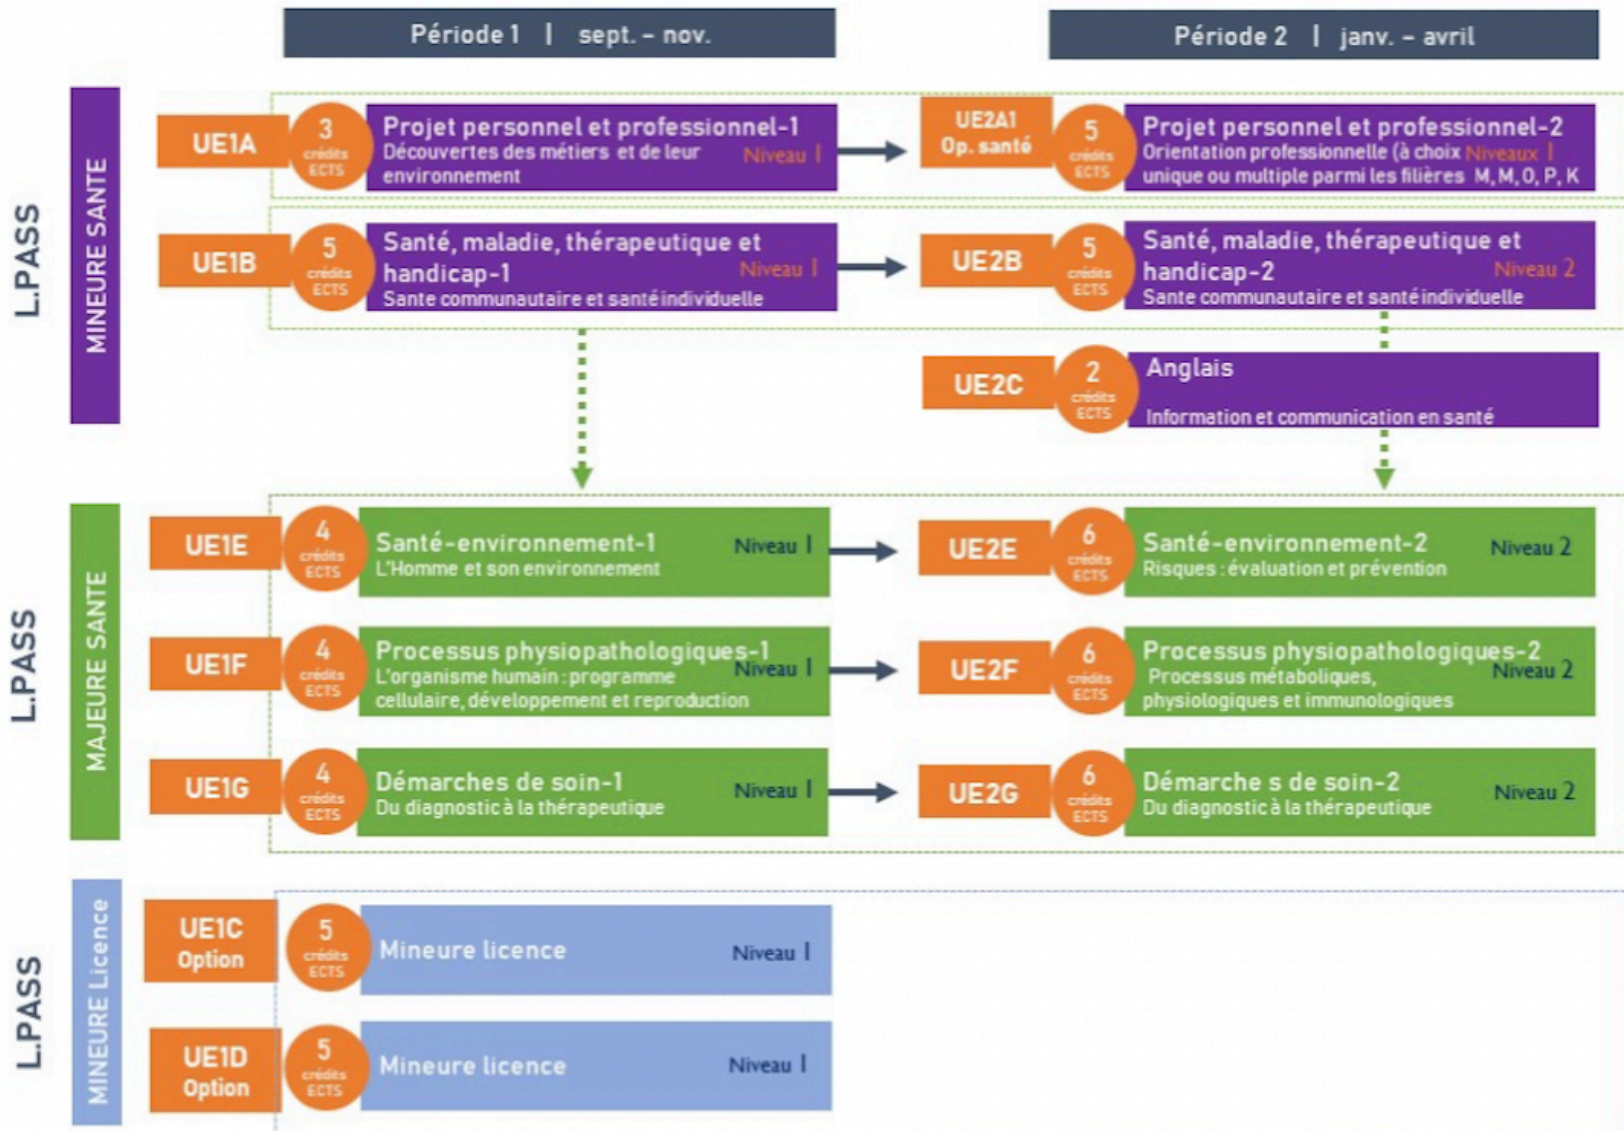 Période 1 | sept. – nov.
Période 2 | janv. – avril
L.PASS
MINEURE SANTE
UE1A
3
crédits
ECTS
Projet personnel et professionnel-1
Découvertes des métiers et de leur
environnement
Niveau 1
UE2A1
Op. santé
5
crédits
ECTS
Projet personnel et professionnel-2
Orientation professionnelle (à choix Niveaux 1
unique ou multiple parmi les filières M, M, O, P, K
UE1B
5
crédits
ECTS
Santé, maladie, thérapeutique et
handicap-1
Niveau 1
Sante communautaire et santé individuelle
UE2B
5
crédits
ECTS
Santé, maladie, thérapeutique et
handicap-2
Niveau 2
Sante communautaire et santé individuelle
UE2C
2
crédits
ECTS
Anglais
Information et communication en santé
L.PASS
MAJEURE SANTE
UE1E
4
crédits
ECTS
Santé-environnement-1
L'Homme et son environnement
Niveau 1
UE2E
6
crédits
ECTS
Santé-environnement-2
Risques : évaluation et prévention
Niveau 2
UE1F
4
crédits
ECTS
Processus physiopathologiques-1
L'organisme humain : programme
cellulaire, développement et reproduction
Niveau 1
UE2F
6
crédits
ECTS
Processus physiopathologiques-2
Processus métaboliques,
physiologiques et immunologiques
Niveau 2
UE1G
4
crédits
ECTS
Démarches de soin-1
Du diagnostic à la thérapeutique
Niveau 1
UE2G
6
crédits
ECTS
Démarche s de soin-2
Du diagnostic à la thérapeutique
Niveau 2
L.PASS
MINEURE Licence
UE1C
Option
5
crédits
ECTS
Mineure licence
Niveau 1
UE1D
Option
5
crédits
ECTS
Mineure licence
Niveau 1